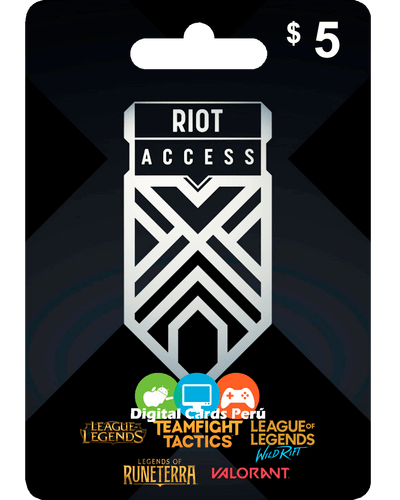 $ 5
RIOT
ACCESS
Digital Cards Perú
LEAGUE OF LEGENDS
TEAMFIGHT TACTICS
LEAGUE OF LEGENDS
WILD RIFT
LEGENDS OF
RUNETERRA
VALORANT